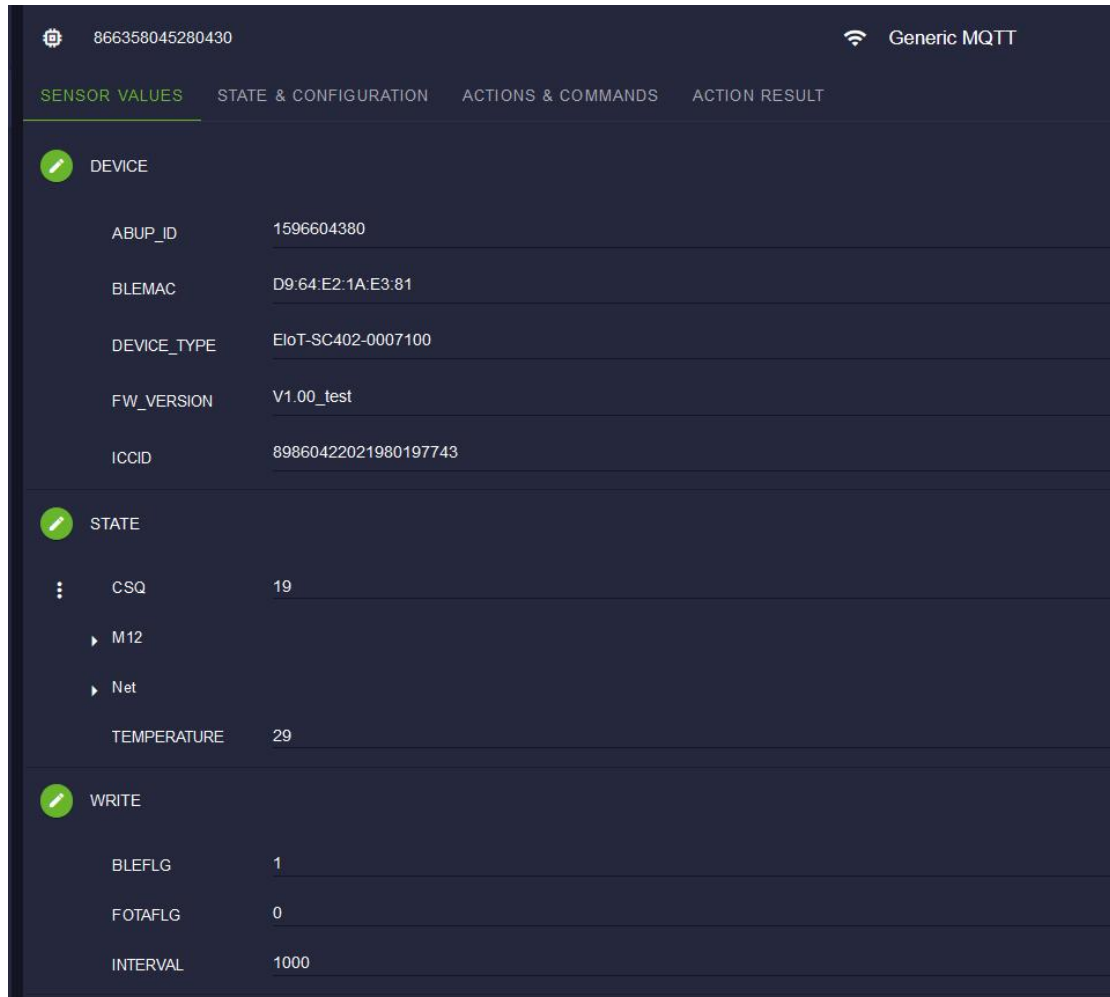 866358045280430 Generic MQTT
SENSOR VALUES STATE & CONFIGURATION ACTIONS & COMMANDS ACTION RESULT
DEVICE
ABUP_ID 1596604380
BLEMAC D9:64:E2:1A:E3:81
DEVICE_TYPE EIoT-SC402-0007100
FW_VERSION V1.00_test
ICCID 89860422021980197743
STATE
CSQ 19
M12
Net
TEMPERATURE 29
WRITE
BLEFLG 1
FOTAFLG 0
INTERVAL 1000